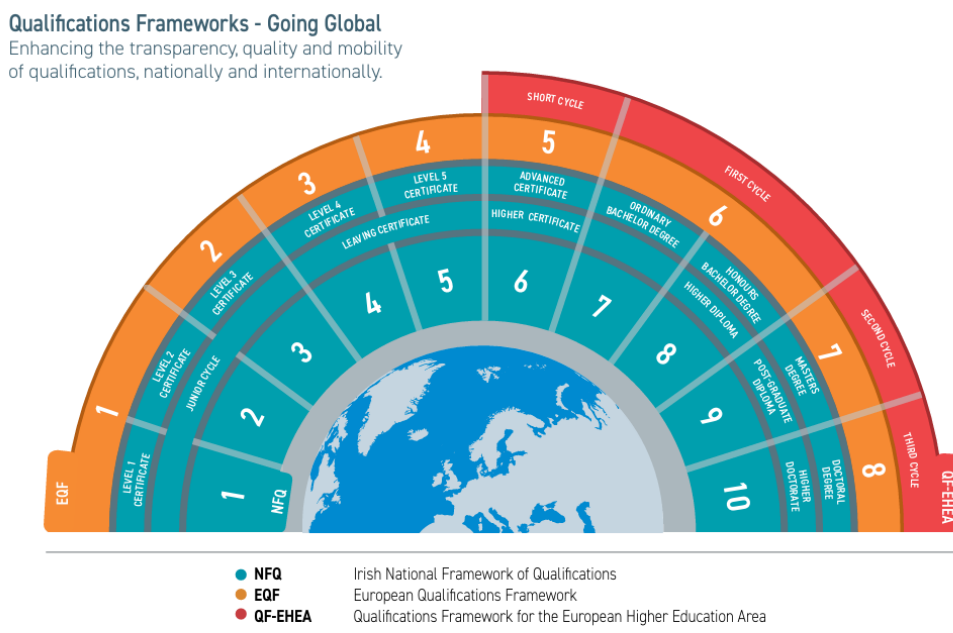 Qualifications Frameworks - Going Global
Enhancing the transparency, quality and mobility
of qualifications, nationally and internationally.
SHORT CYCLE
FIRST CYCLE
SECOND CYCLE
THIRD CYCLE
QF-EHEA
EQF
1
2
3
4
5
6
7
8
LEVEL 1
CERTIFICATE
LEVEL 2
CERTIFICATE
LEVEL 3
CERTIFICATE
LEVEL 4
CERTIFICATE
LEVEL 5
CERTIFICATE
ADVANCED
CERTIFICATE
ORDINARY
BACHELOR DEGREE
HONOURS
BACHELOR DEGREE
MASTERS
DEGREE
DOCTORAL
DEGREE
JUNIOR CYCLE
LEAVING CERTIFICATE
HIGHER CERTIFICATE
HIGHER DIPLOMA
POST-GRADUATE
DIPLOMA
HIGHER
DOCTORATE
NFQ
1
2
3
4
5
6
7
8
9
10
NFQ Irish National Framework of Qualifications
EQF European Qualifications Framework
QF-EHEA Qualifications Framework for the European Higher Education Area